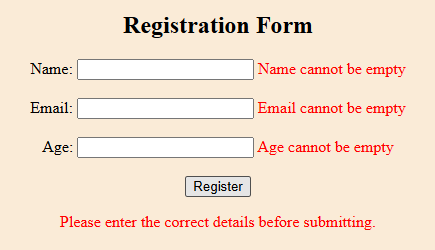 Registration Form
Name: Name cannot be empty
Email: Email cannot be empty
Age: Age cannot be empty
Register
Please enter the correct details before submitting.